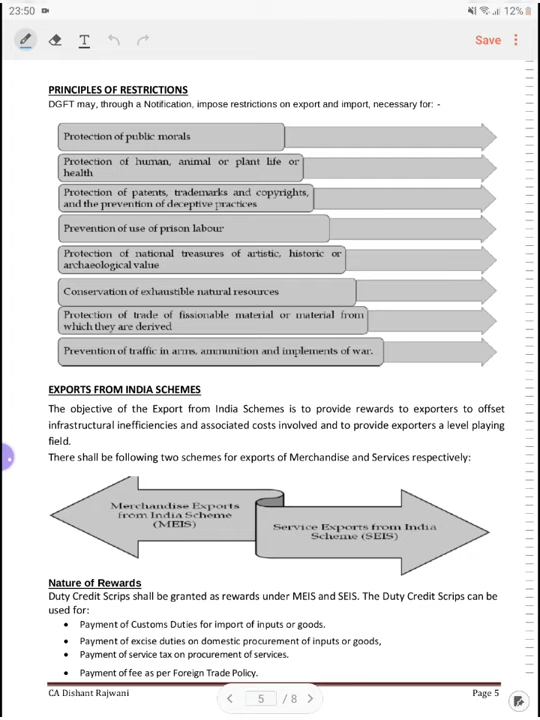 23:50
12%
T
Save
PRINCIPLES OF RESTRICTIONS
DGFT may, through a Notification, impose restrictions on export and import, necessary for: -
Protection of public morals
Protection of human, animal or plant life or
health
Protection of patents, trademarks and copyrights,
and the prevention of deceptive practices
Prevention of use of prison labour
Protection of national treasures of artistic, historic or
archaeological value
Conservation of exhaustible natural resources
Protection of trade of fissionable material or material from
which they are derived
Prevention of traffic in arms, ammunition and implements of war.
EXPORTS FROM INDIA SCHEMES
The objective of the Export from India Schemes is to provide rewards to exporters to offset
infrastructural inefficiencies and associated costs involved and to provide exporters a level playing
field.
There shall be following two schemes for exports of Merchandise and Services respectively:
Merchandise Exports
from India Scheme
(MEIS)
Service Exports from India
Scheme (SEIS)
Nature of Rewards
Duty Credit Scrips shall be granted as rewards under MEIS and SEIS. The Duty Credit Scrips can be
used for:
• Payment of Customs Duties for import of inputs or goods.
• Payment of excise duties on domestic procurement of inputs or goods,
• Payment of service tax on procurement of services.
• Payment of fee as per Foreign Trade Policy.
CA Dishant Rajwani
Page 5
< 5 / 8 >